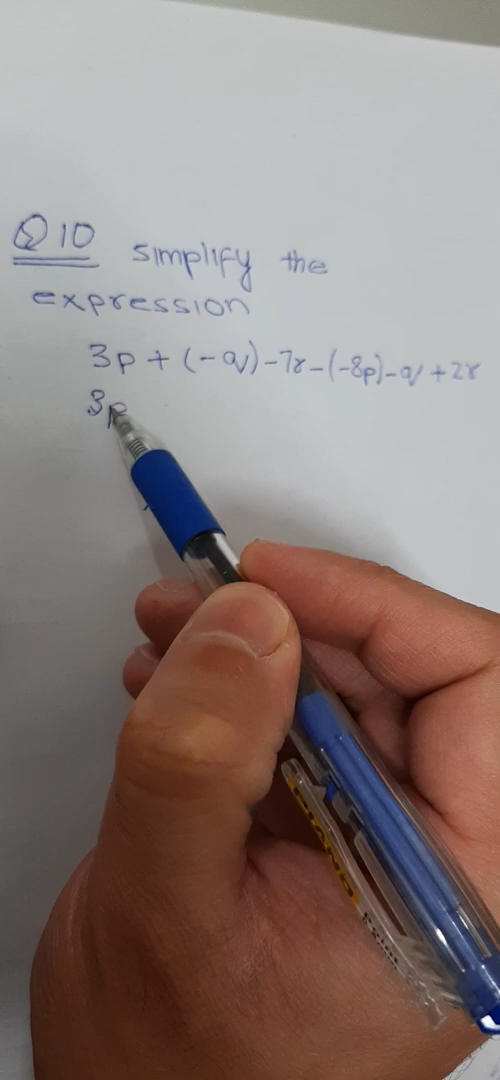 Q10 simplify the
expression
3p + (-q) - 7r - (-8p) - q + 2r
3p